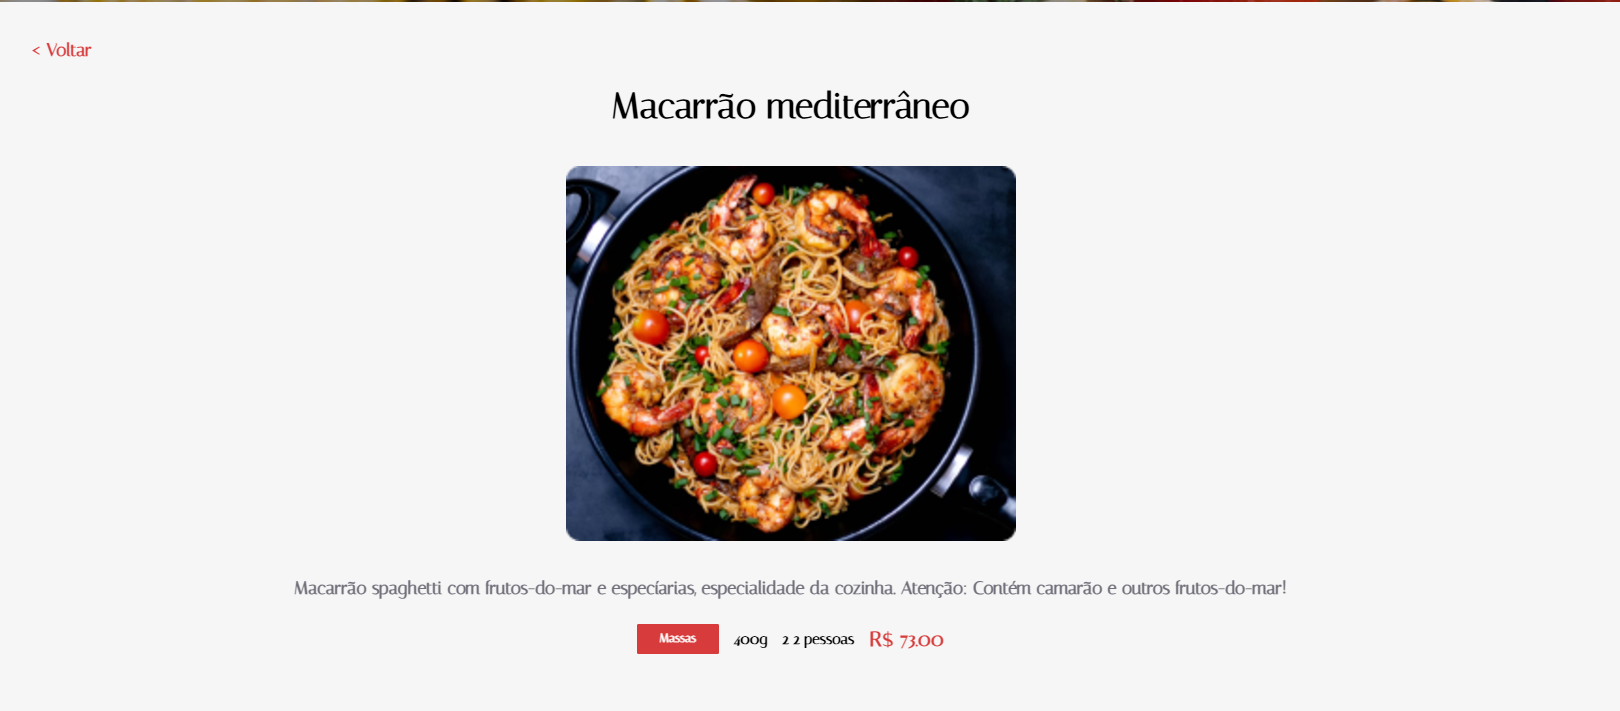 < Voltar
Macarrão mediterrâneo
Macarrão spaghetti com frutos-do-mar e especíarias, especialidade da cozinha. Atenção: Contém camarão e outros frutos-do-mar!
Massas 400g 2 2 pessoas R$ 73.00